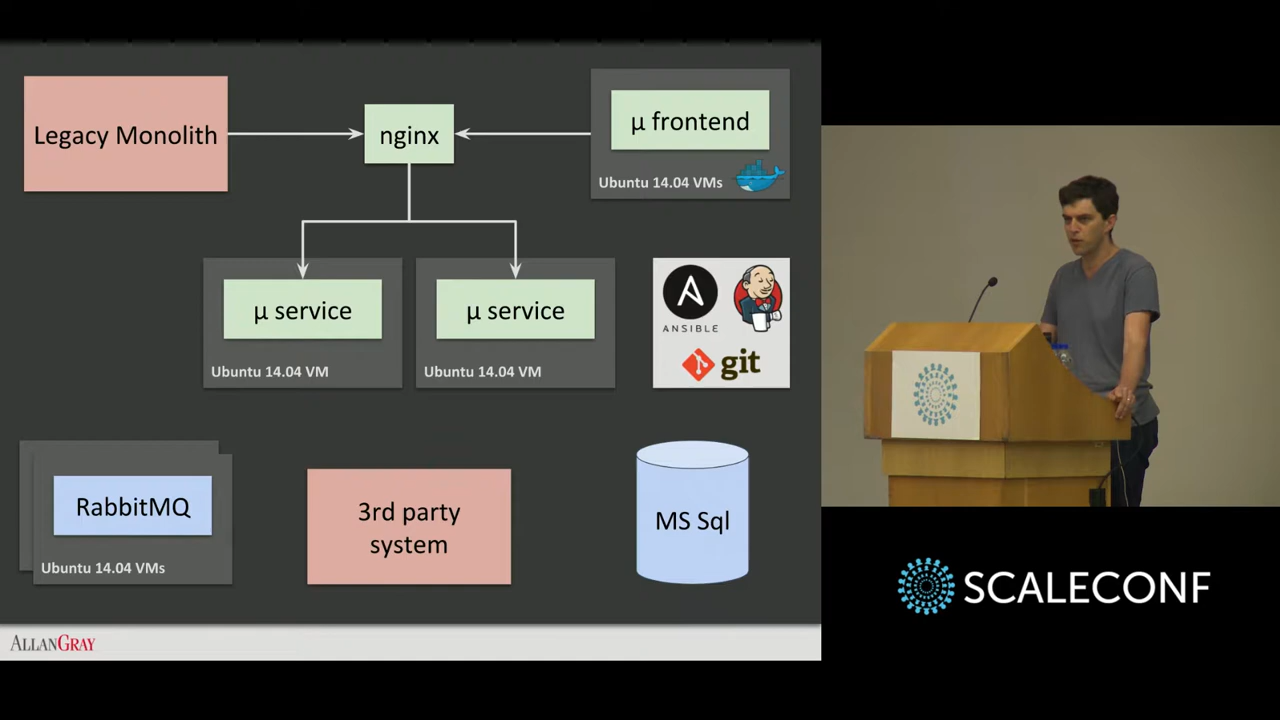 Legacy Monolith
nginx
µ frontend
Ubuntu 14.04 VMs
µ service
Ubuntu 14.04 VM
µ service
Ubuntu 14.04 VM
ANSIBLE
git
RabbitMQ
Ubuntu 14.04 VMs
3rd party
system
MS Sql
ALLANGRAY
SCALECONF